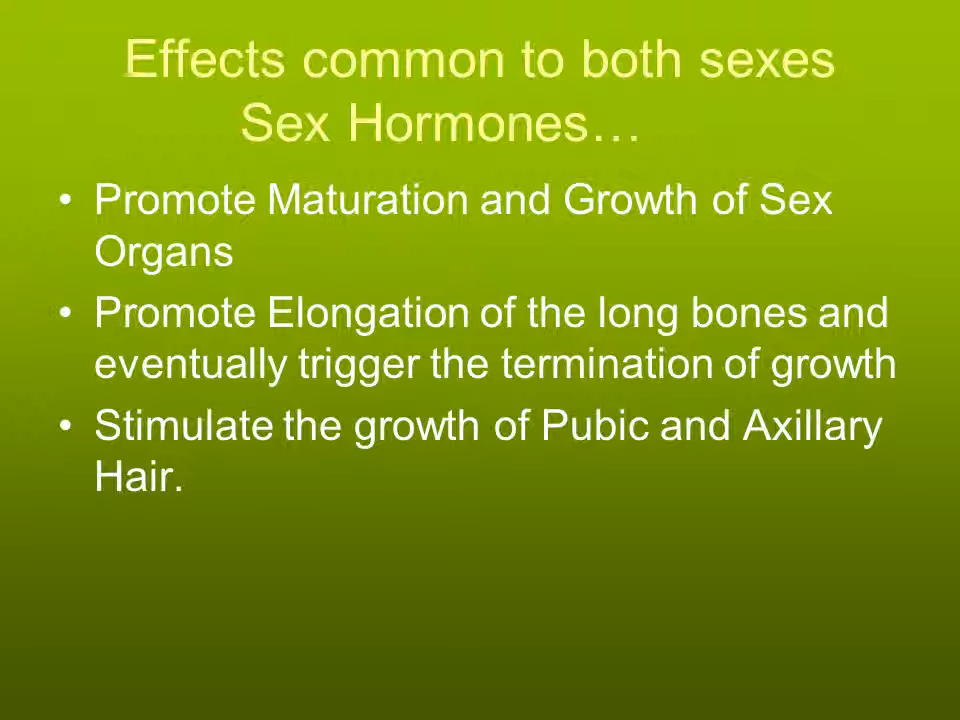 Effects common to both sexes
Sex Hormones…
• Promote Maturation and Growth of Sex
Organs
• Promote Elongation of the long bones and
eventually trigger the termination of growth
• Stimulate the growth of Pubic and Axillary
Hair.